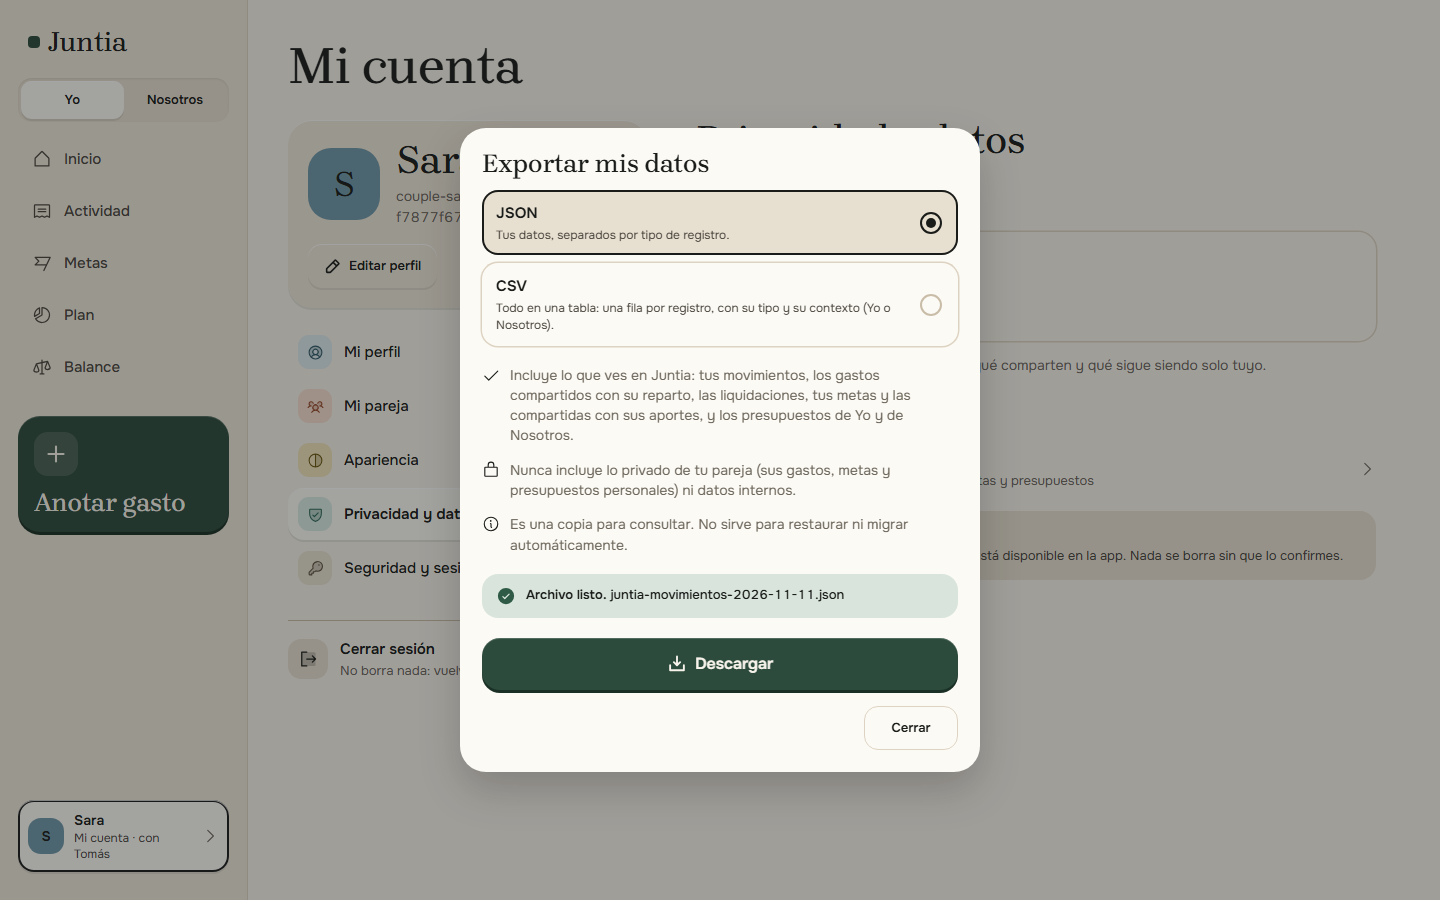 Juntia
Yo
Nosotros
Inicio
Actividad
Metas
Plan
Balance
Anotar gasto
S
Sara
Mi cuenta · con
Tomás
Mi cuenta
S
Sar
couple-sa
f7877f67
Editar perfil
Mi perfil
Mi pareja
Apariencia
Privacidad y dat
Seguridad y sesi
Cerrar sesión
No borra nada: vuel
tos
qué comparten y qué sigue siendo solo tuyo.
tas y presupuestos
stá disponible en la app. Nada se borra sin que lo confirmes.
Exportar mis datos
JSON
Tus datos, separados por tipo de registro.
CSV
Todo en una tabla: una fila por registro, con su tipo y su contexto (Yo o
Nosotros).
Incluye lo que ves en Juntia: tus movimientos, los gastos
compartidos con su reparto, las liquidaciones, tus metas y las
compartidas con sus aportes, y los presupuestos de Yo y de
Nosotros.
Nunca incluye lo privado de tu pareja (sus gastos, metas y
presupuestos personales) ni datos internos.
Es una copia para consultar. No sirve para restaurar ni migrar
automáticamente.
Archivo listo. juntia-movimientos-2026-11-11.json
Descargar
Cerrar